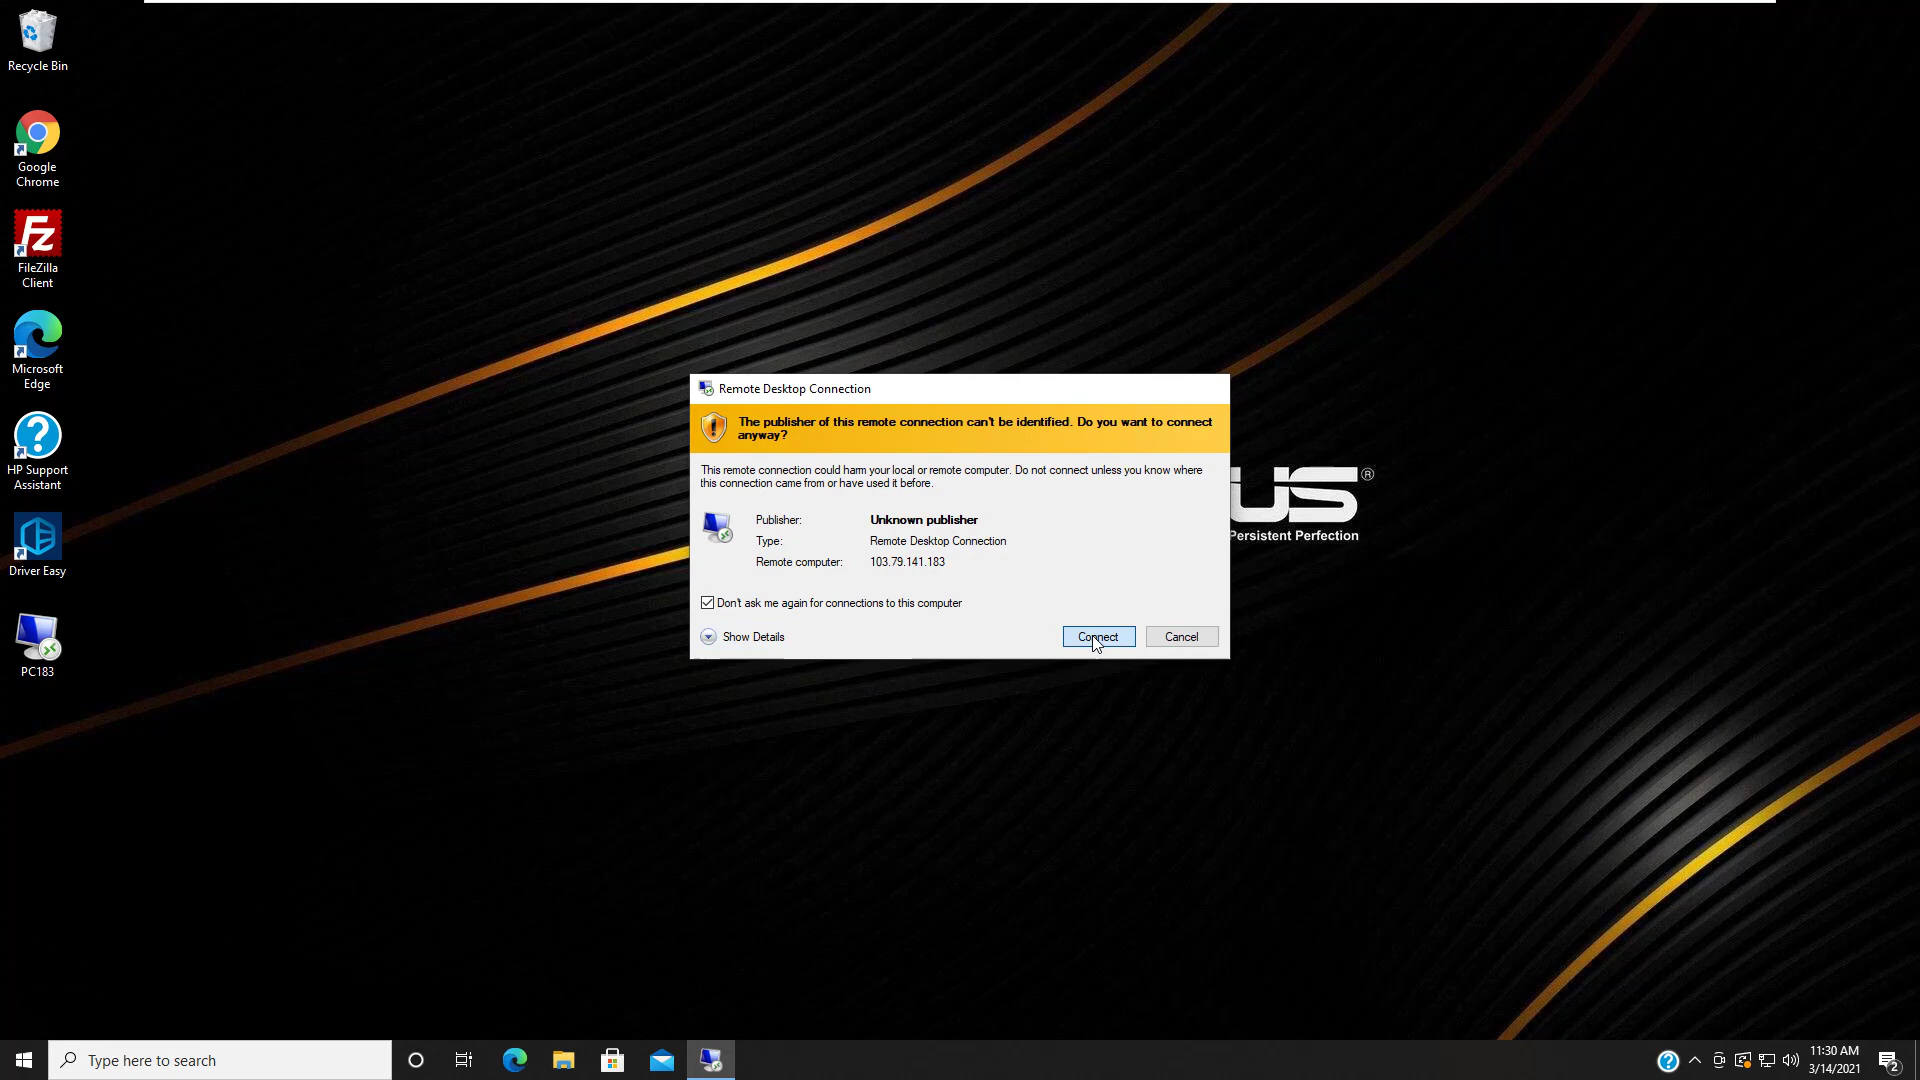 Recycle Bin
Google
Chrome
FileZilla
Client
Microsoft
Edge
HP Support
Assistant
Driver Easy
PC183
Remote Desktop Connection
The publisher of this remote connection can't be identified. Do you want to connect
anyway?
This remote connection could harm your local or remote computer. Do not connect unless you know where
this connection came from or have used it before.
Publisher: Unknown publisher
Type: Remote Desktop Connection
Remote computer: 103.79.141.183
Don't ask me again for connections to this computer
Show Details
Connect
Cancel
US®
Persistent Perfection
Type here to search
11:30 AM
3/14/2021
2